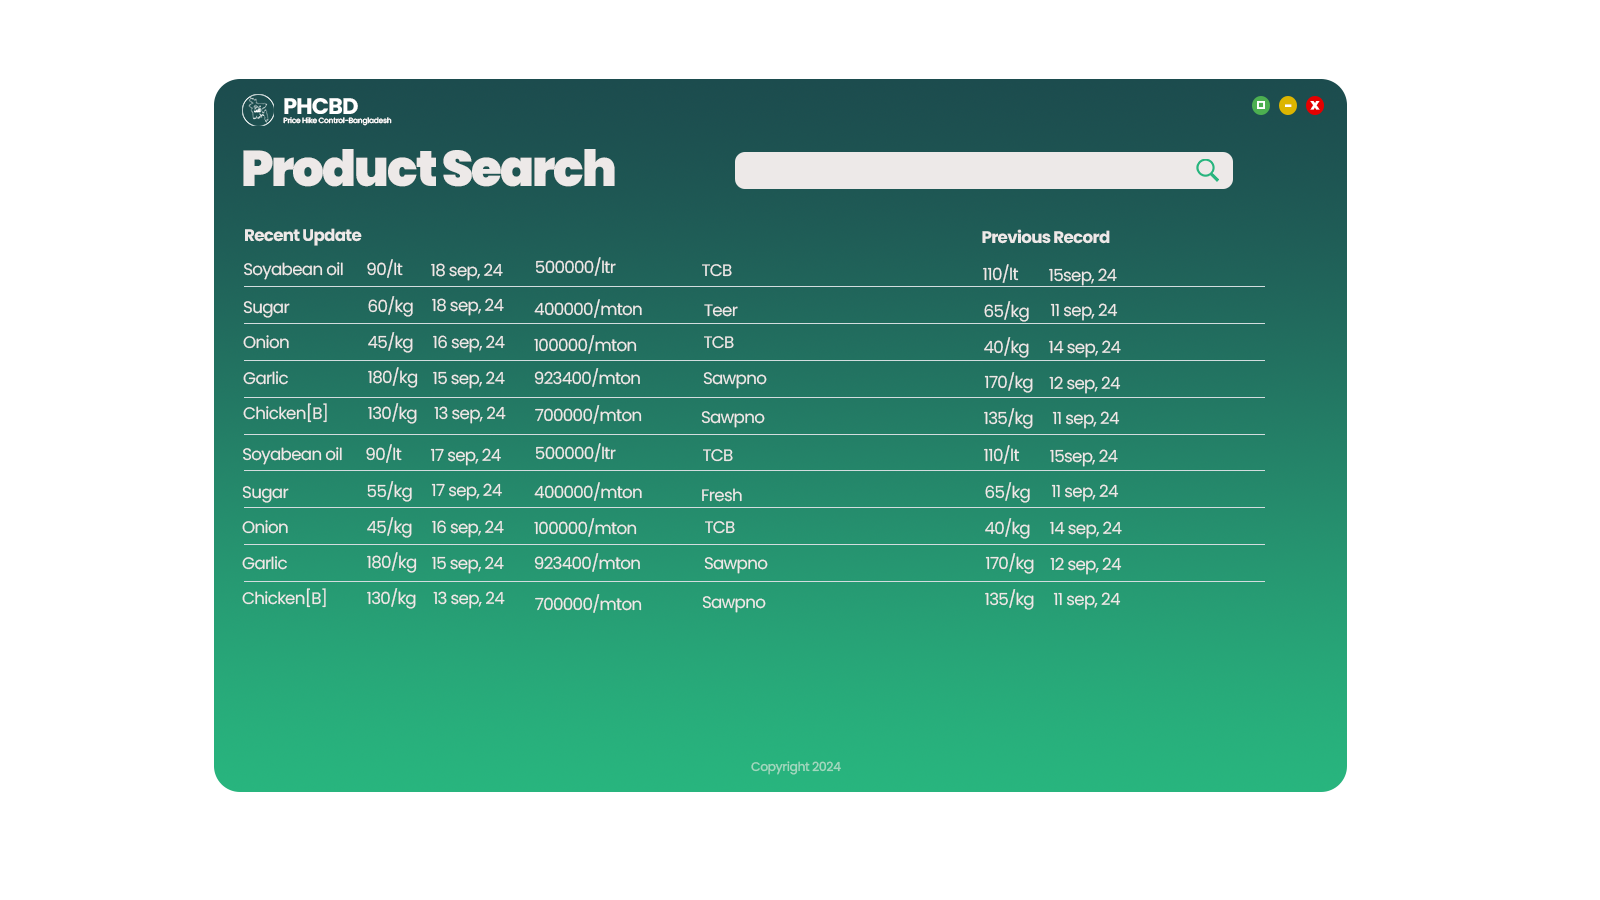 PHCBD
Price Hike Control-Bangladesh
X
Product Search
Recent Update Previous Record
Soyabean oil 90/lt 18 sep, 24 500000/ltr TCB 110/lt 15sep, 24
Sugar 60/kg 18 sep, 24 400000/mton Teer 65/kg 11 sep, 24
Onion 45/kg 16 sep, 24 100000/mton TCB 40/kg 14 sep, 24
Garlic 180/kg 15 sep, 24 923400/mton Sawpno 170/kg 12 sep, 24
Chicken[B] 130/kg 13 sep, 24 700000/mton Sawpno 135/kg 11 sep, 24
Soyabean oil 90/lt 17 sep, 24 500000/ltr TCB 110/lt 15sep, 24
Sugar 55/kg 17 sep, 24 400000/mton Fresh 65/kg 11 sep, 24
Onion 45/kg 16 sep, 24 100000/mton TCB 40/kg 14 sep, 24
Garlic 180/kg 15 sep, 24 923400/mton Sawpno 170/kg 12 sep, 24
Chicken[B] 130/kg 13 sep, 24 700000/mton Sawpno 135/kg 11 sep, 24
Copyright 2024